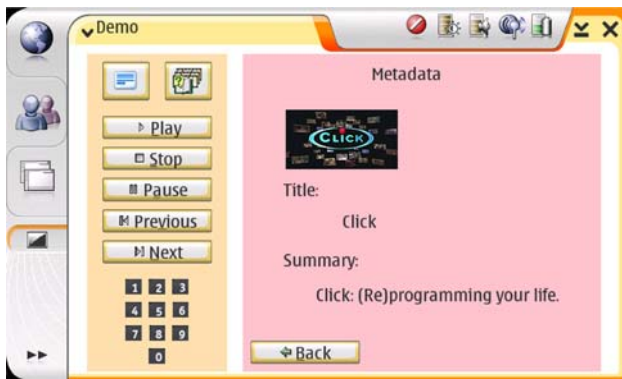 Demo
Metadata
CLICK
Play
Stop
Pause
Previous
Next
1 2 3
4 5 6
7 8 9
0
Title:
Click
Summary:
Click: (Re)programming your life.
Back